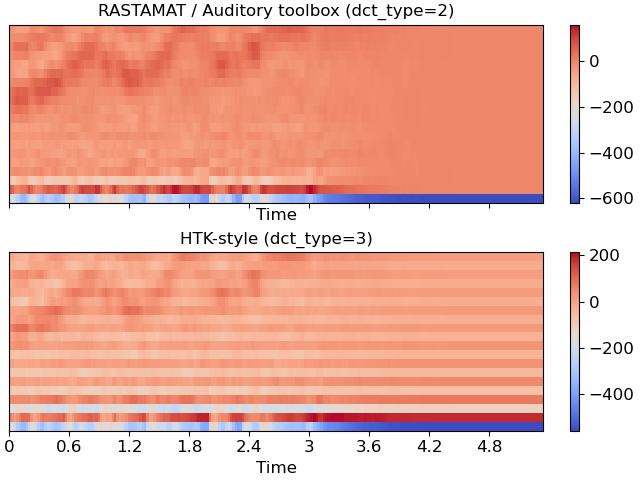 RASTAMAT / Auditory toolbox (dct_type=2)
0
−200
−400
−600
Time
HTK-style (dct_type=3)
200
0
−200
−400
0 0.6 1.2 1.8 2.4 3 3.6 4.2 4.8
Time